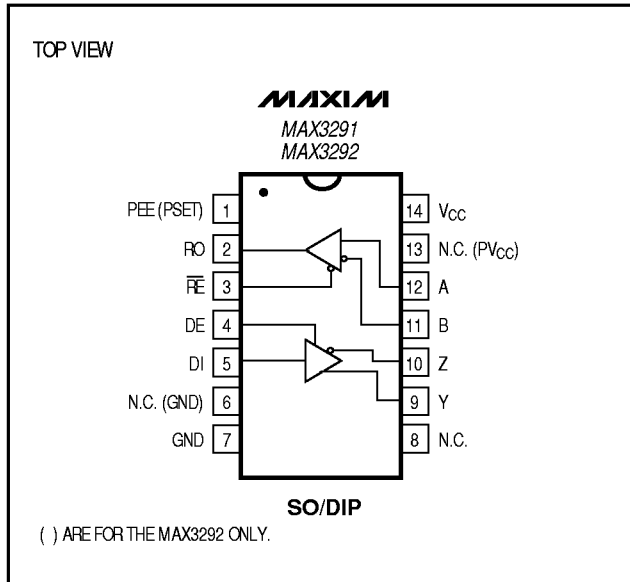 TOP VIEW
MAXIM
MAX3291
MAX3292
PEE (PSET) 1
RO 2
R̅E̅ 3
DE 4
DI 5
N.C. (GND) 6
GND 7
14 VCC
13 N.C. (PVCC)
12 A
11 B
10 Z
9 Y
8 N.C.
SO/DIP
( ) ARE FOR THE MAX3292 ONLY.